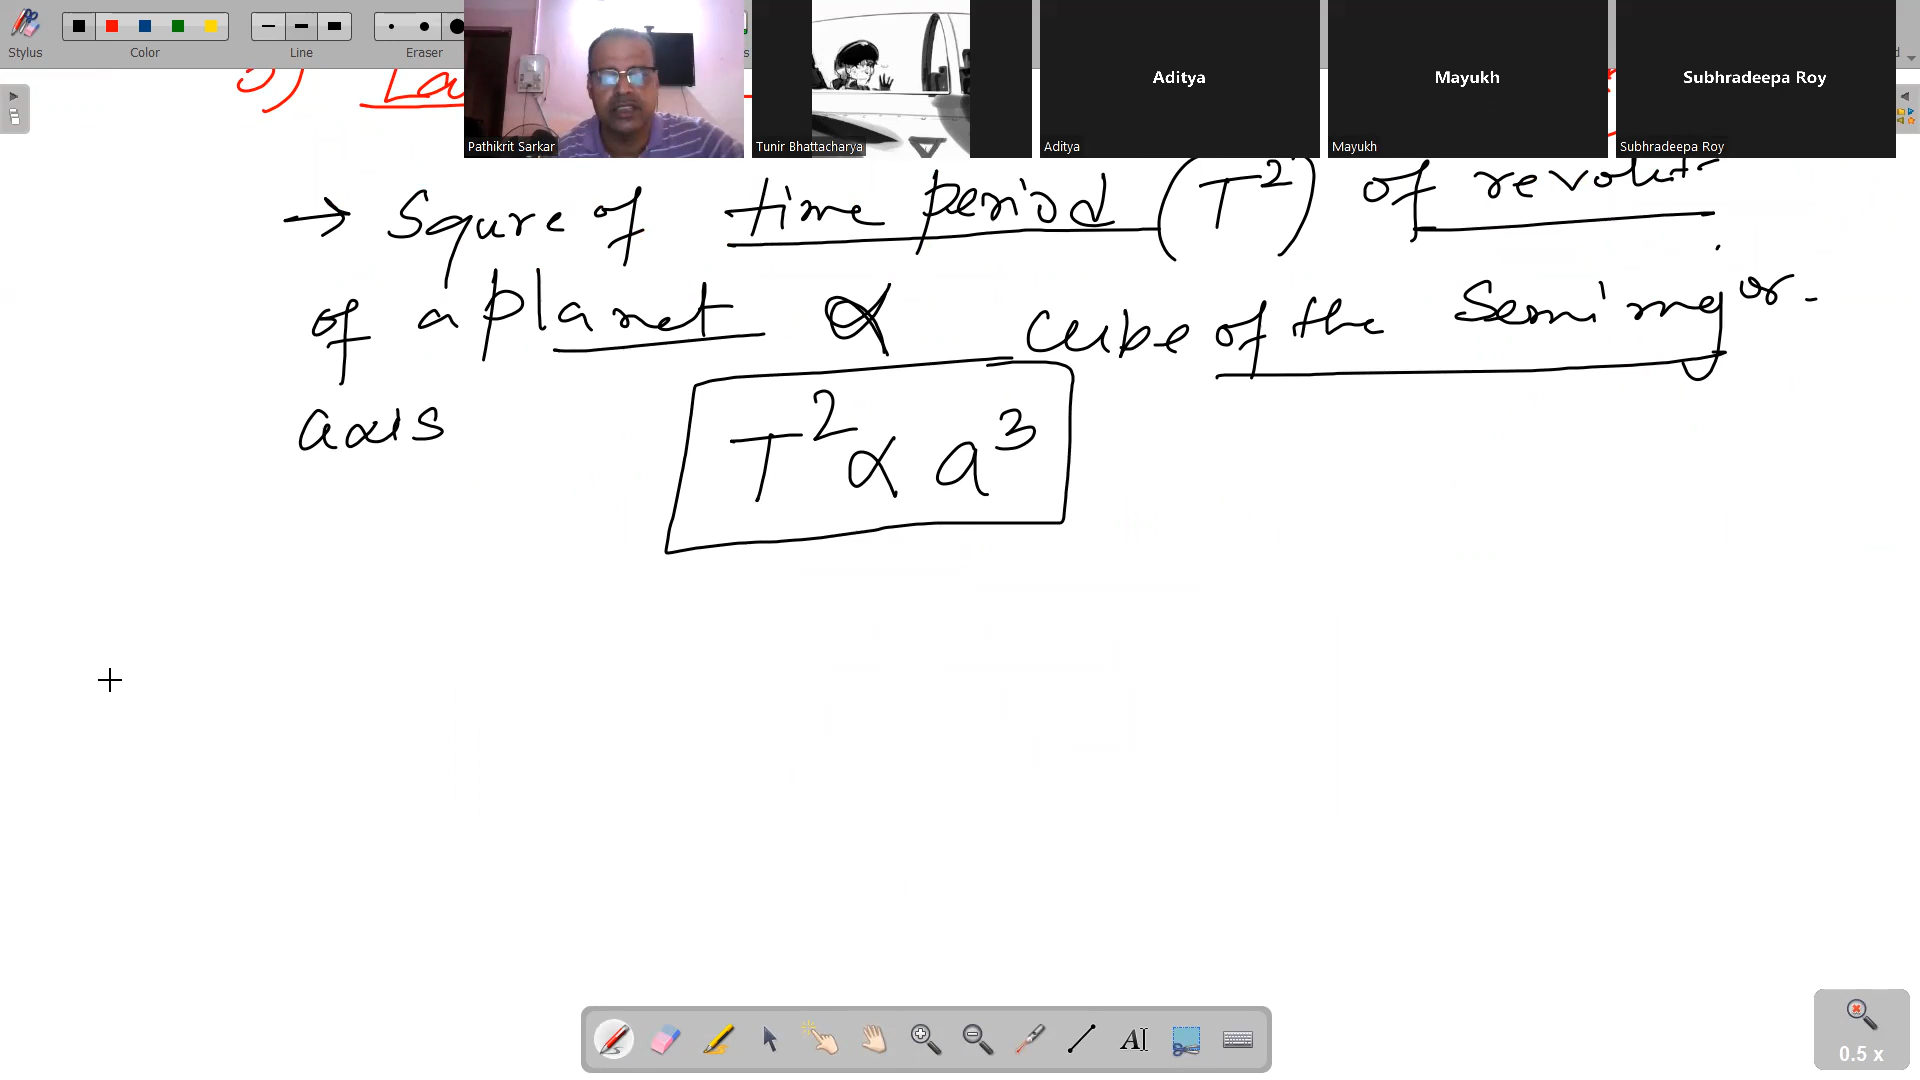 Stylus
Color
Line
Eraser
Pathikrit Sarkar
Tunir Bhattacharya
Aditya
Aditya
Mayukh
Mayukh
Subhradeepa Roy
Subhradeepa Roy
3)
→ Squre of time period (T²) of revolut-
of a planet ∝ cube of the Semi major-
axis
T² ∝ a³
0.5 x